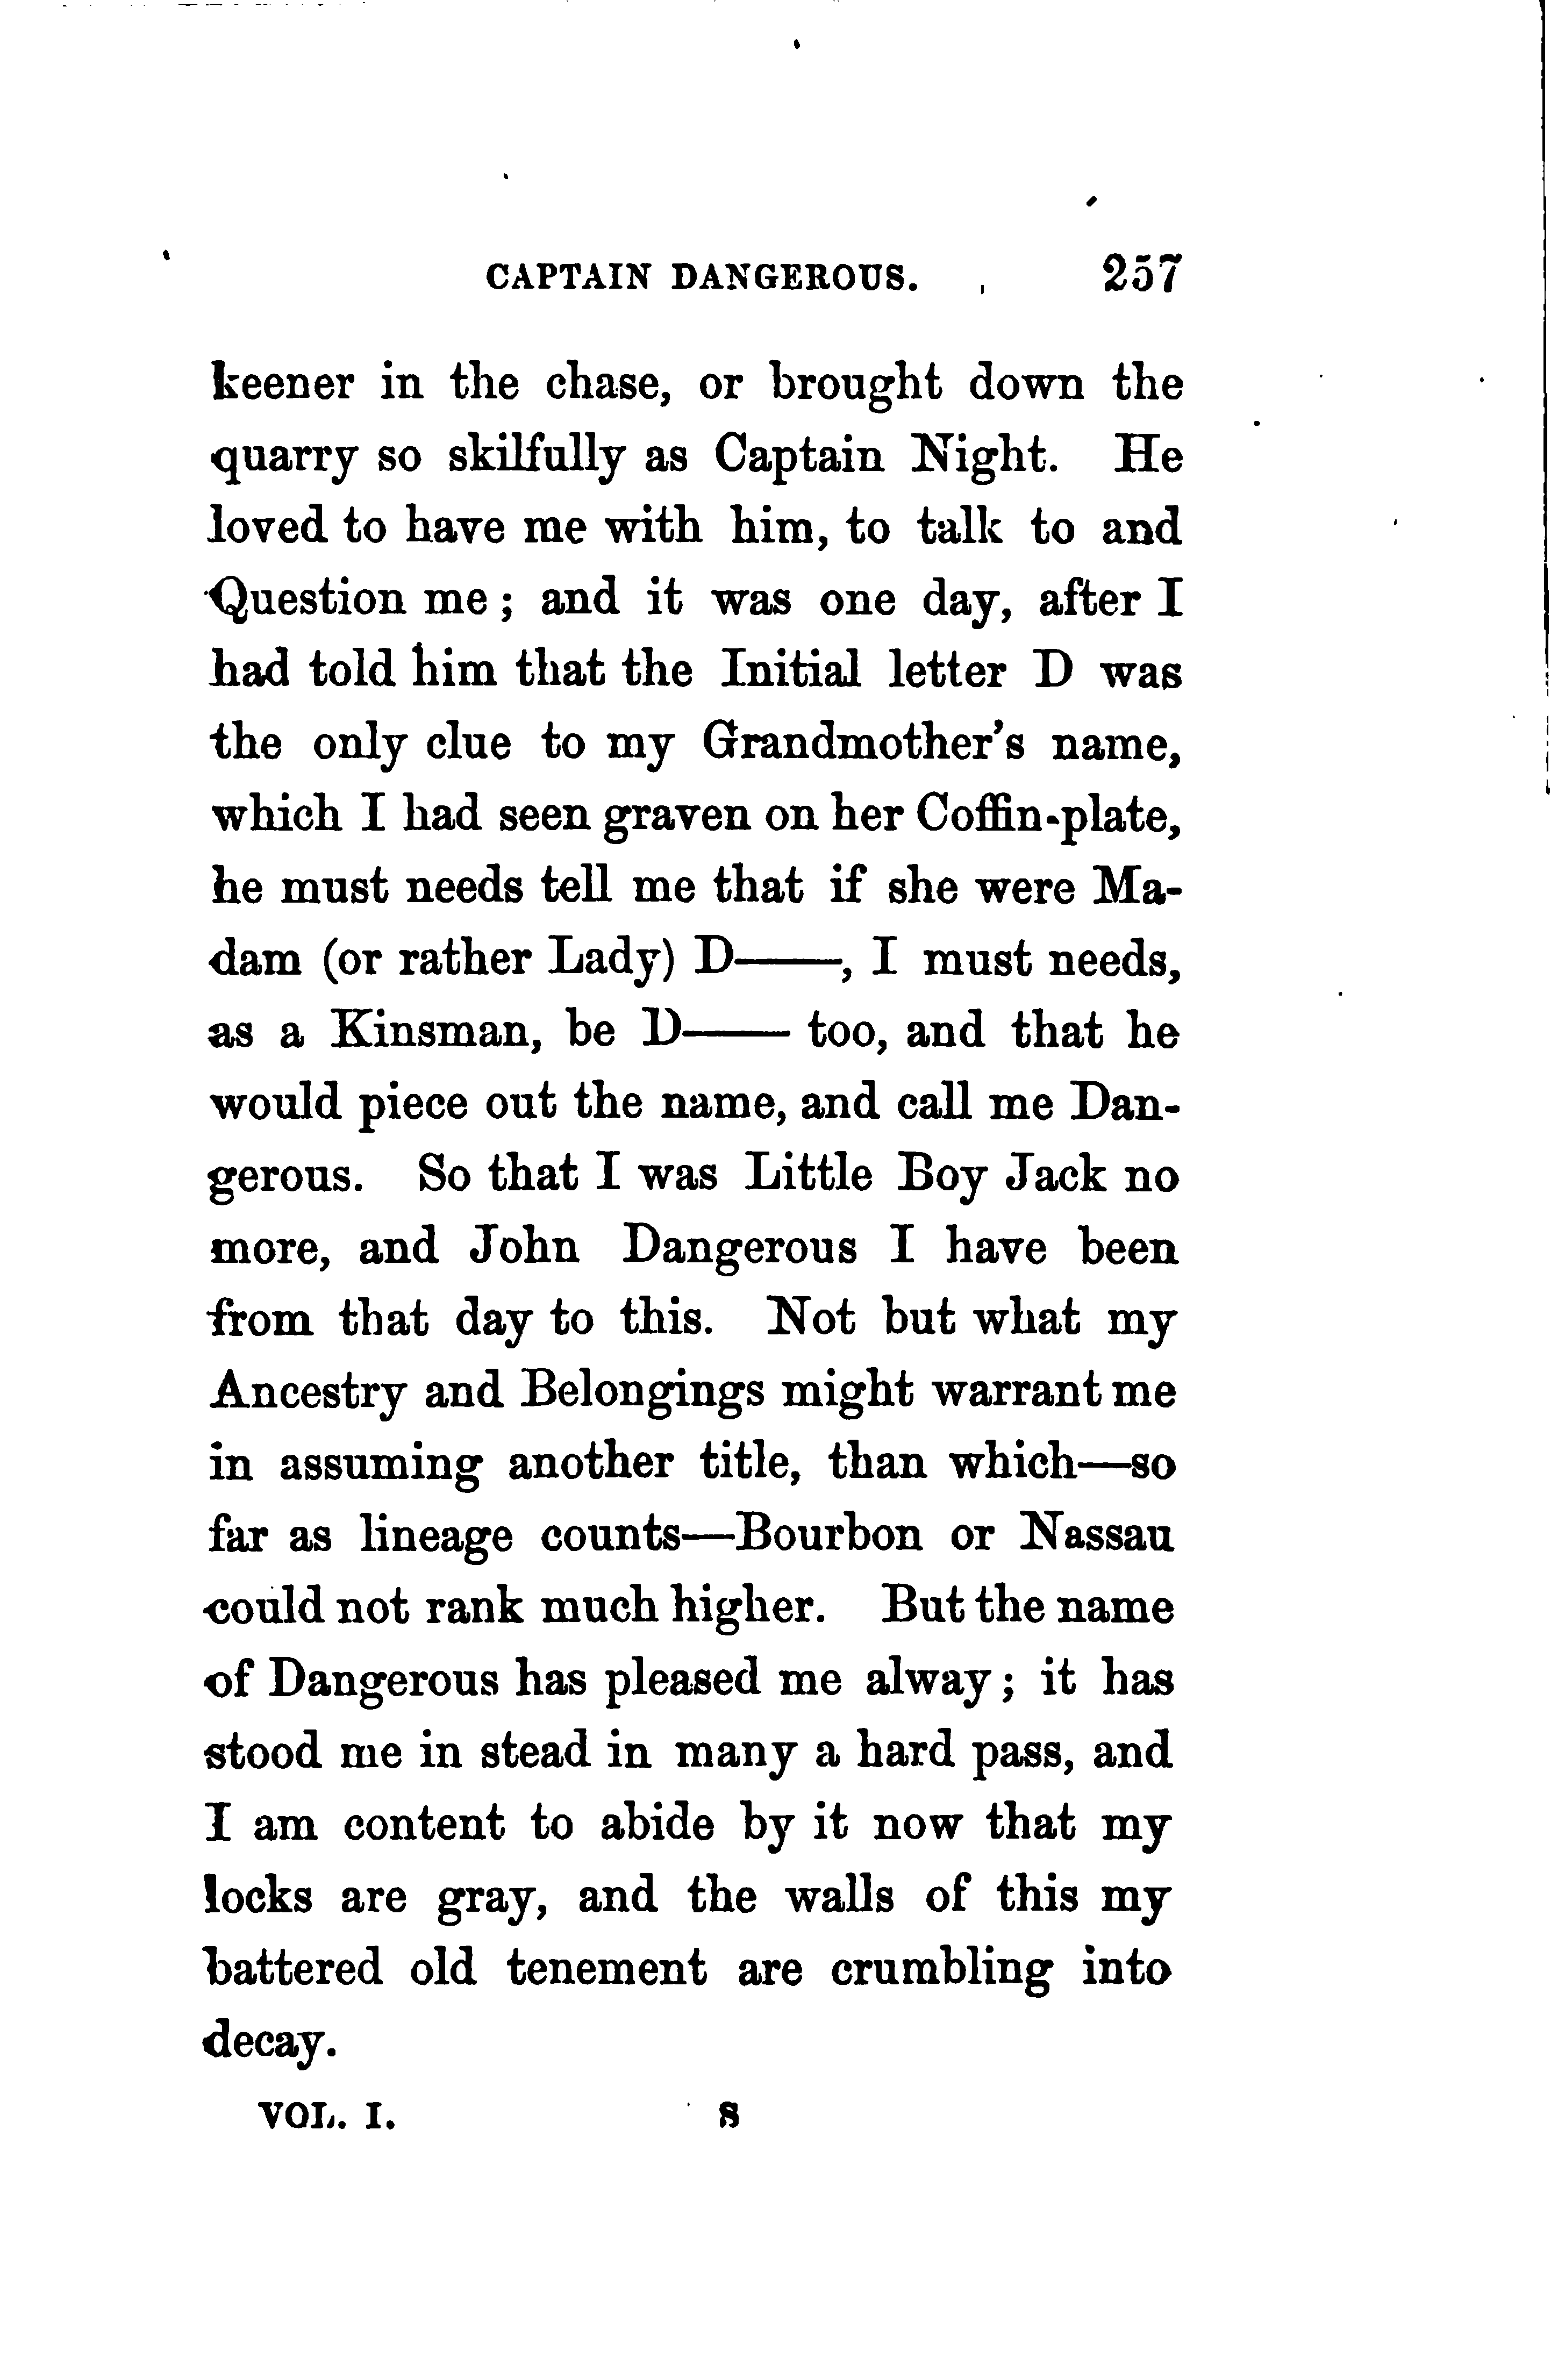 CAPTAIN DANGEROUS. 257
keener in the chase, or brought down the
quarry so skilfully as Captain Night. He
loved to have me with him, to talk to and
Question me; and it was one day, after I
had told him that the Initial letter D was
the only clue to my Grandmother's name,
which I had seen graven on her Coffin-plate,
he must needs tell me that if she were Ma-
dam (or rather Lady) D——, I must needs,
as a Kinsman, be D—— too, and that he
would piece out the name, and call me Dan-
gerous. So that I was Little Boy Jack no
more, and John Dangerous I have been
from that day to this. Not but what my
Ancestry and Belongings might warrant me
in assuming another title, than which—so
far as lineage counts—Bourbon or Nassau
could not rank much higher. But the name
of Dangerous has pleased me alway; it has
stood me in stead in many a hard pass, and
I am content to abide by it now that my
locks are gray, and the walls of this my
battered old tenement are crumbling into
decay.
VOL. I. S